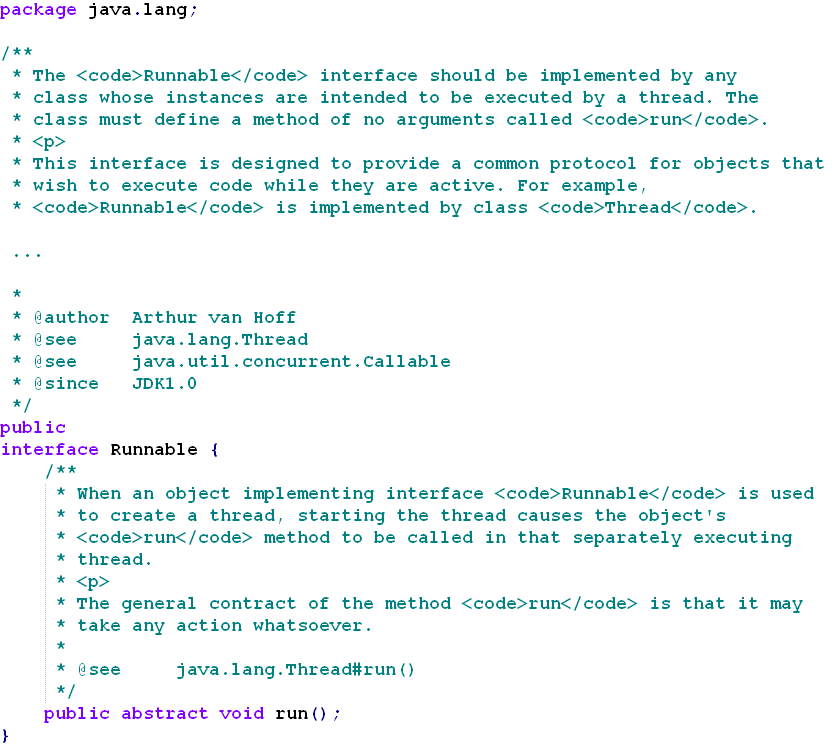 package java.lang;
/**
 * The <code>Runnable</code> interface should be implemented by any
 * class whose instances are intended to be executed by a thread. The
 * class must define a method of no arguments called <code>run</code>.
 * <p>
 * This interface is designed to provide a common protocol for objects that
 * wish to execute code while they are active. For example,
 * <code>Runnable</code> is implemented by class <code>Thread</code>.
 ...
 *
 * @author  Arthur van Hoff
 * @see     java.lang.Thread
 * @see     java.util.concurrent.Callable
 * @since   JDK1.0
 */
public
interface Runnable {
    /**
     * When an object implementing interface <code>Runnable</code> is used
     * to create a thread, starting the thread causes the object's
     * <code>run</code> method to be called in that separately executing
     * thread.
     * <p>
     * The general contract of the method <code>run</code> is that it may
     * take any action whatsoever.
     *
     * @see     java.lang.Thread#run()
     */
    public abstract void run();
}